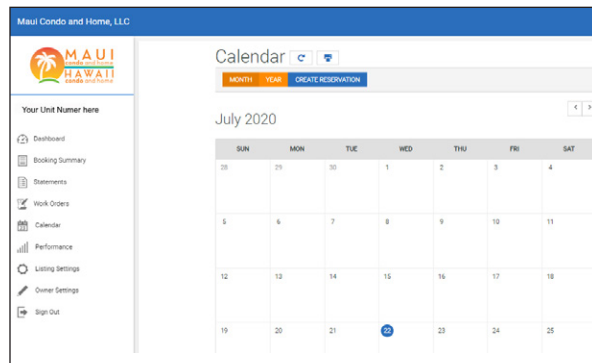 Maui Condo and Home, LLC
MAUI
condo and home
HAWAII
condo and home
Your Unit Numer here
Dashboard
Booking Summary
Statements
Work Orders
Calendar
Performance
Listing Settings
Owner Settings
Sign Out
Calendar
MONTH YEAR CREATE RESERVATION
July 2020
< >
SUN MON TUE WED THU FRI SAT
28 29 30 1 2 3 4
5 6 7 8 9 10 11
12 13 14 15 16 17 18
19 20 21 22 23 24 25